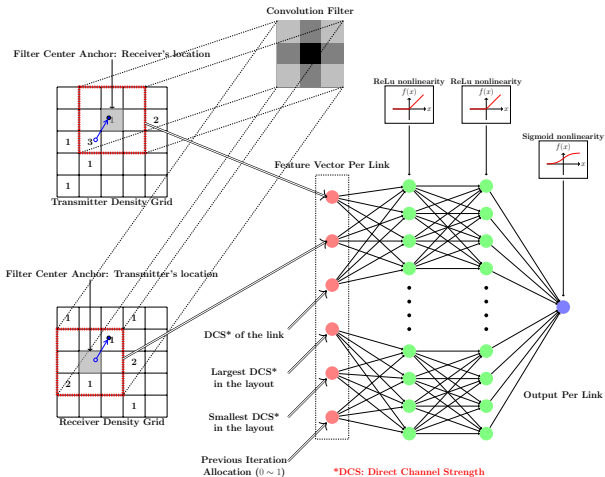 Convolution Filter
Filter Center Anchor: Receiver's location
1
2
3
1
1
Transmitter Density Grid
ReLu nonlinearity
f(x)
x
ReLu nonlinearity
f(x)
x
Sigmoid nonlinearity
f(x)
x
Feature Vector Per Link
Filter Center Anchor: Transmitter's location
1
1
1
2
2
1
1
Receiver Density Grid
DCS* of the link
Largest DCS*
in the layout
Smallest DCS*
in the layout
Previous Iteration
Allocation (0 ∼ 1)
Output Per Link
*DCS: Direct Channel Strength